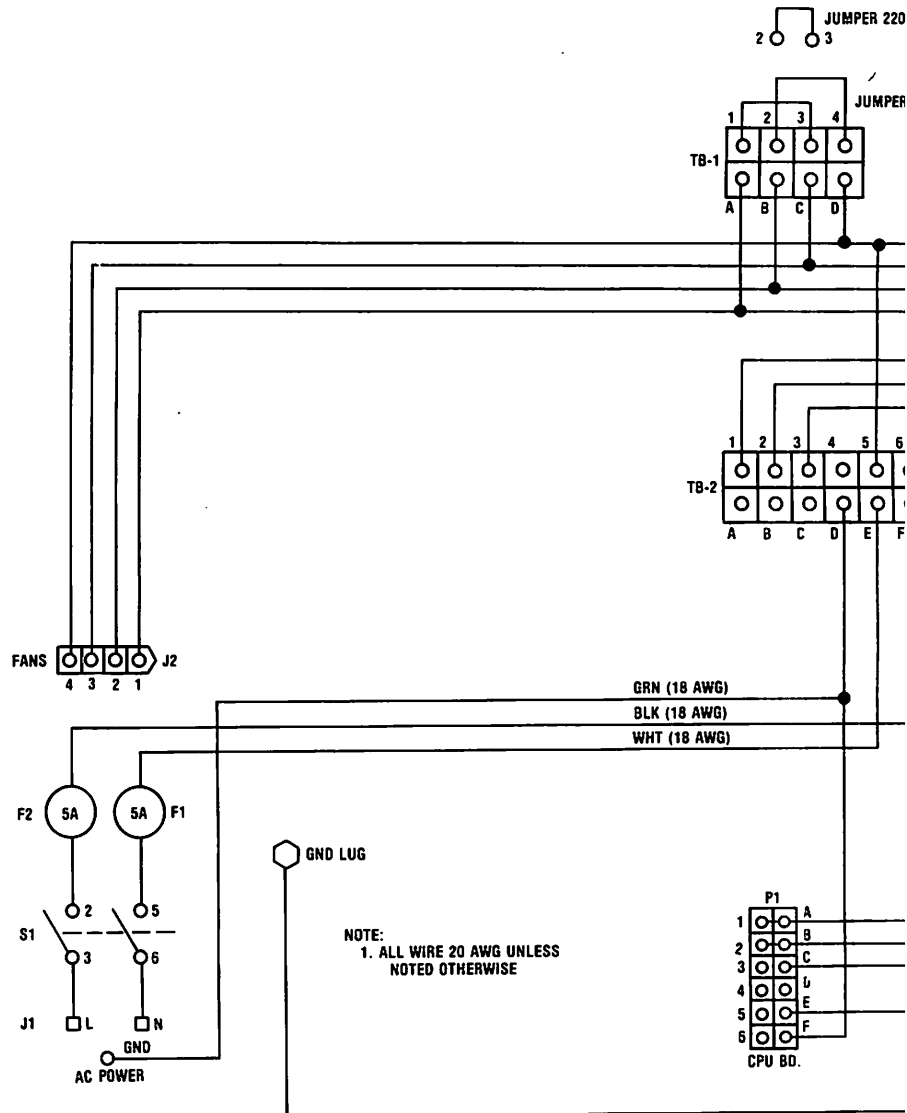 JUMPER 220
2 3
JUMPER
1 2 3 4
TB-1
A B C D
1 2 3 4 5 6
TB-2
A B C D E F
FANS
J2
4 3 2 1
GRN (18 AWG)
BLK (18 AWG)
WHT (18 AWG)
F2 5A 5A F1
GND LUG
2 5
S1
3 6
NOTE:
1. ALL WIRE 20 AWG UNLESS
NOTED OTHERWISE
J1 L N
GND
AC POWER
P1
1 A
2 B
3 C
4
5 E
6 F
CPU BD.